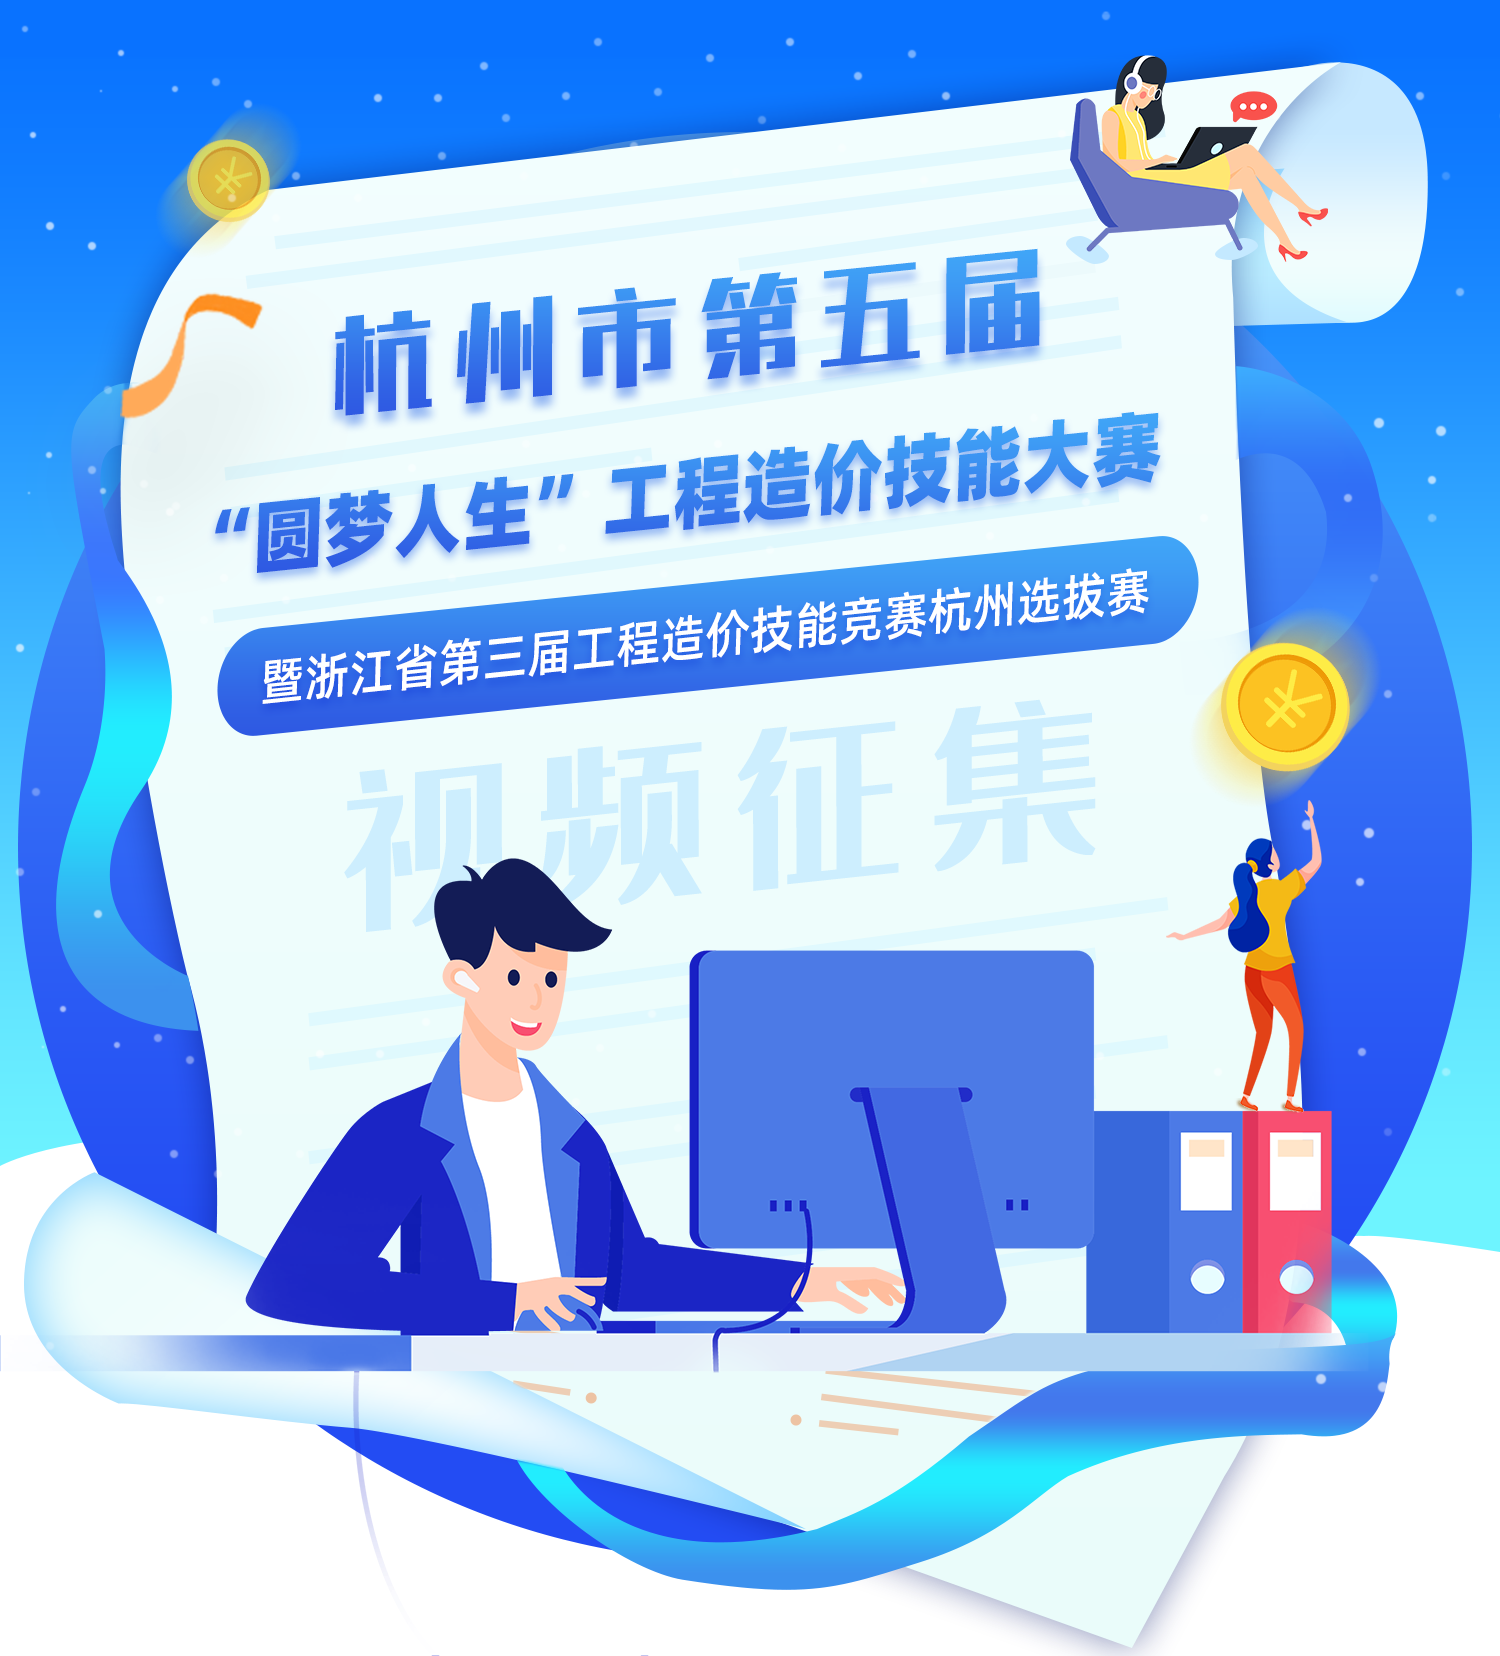 杭州市第五届
“圆梦人生”工程造价技能大赛
暨浙江省第三届工程造价技能竞赛杭州选拔赛
视频征集